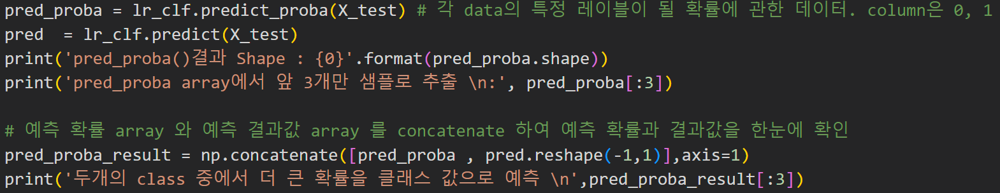 pred_proba = lr_clf.predict_proba(X_test) # 각 data의 특정 레이블이 될 확률에 관한 데이터. column은 0, 1
pred  = lr_clf.predict(X_test)
print('pred_proba()결과 Shape : {0}'.format(pred_proba.shape))
print('pred_proba array에서 앞 3개만 샘플로 추출 \n:', pred_proba[:3])

# 예측 확률 array 와 예측 결과값 array 를 concatenate 하여 예측 확률과 결과값을 한눈에 확인
pred_proba_result = np.concatenate([pred_proba , pred.reshape(-1,1)],axis=1)
print('두개의 class 중에서 더 큰 확률을 클래스 값으로 예측 \n',pred_proba_result[:3])